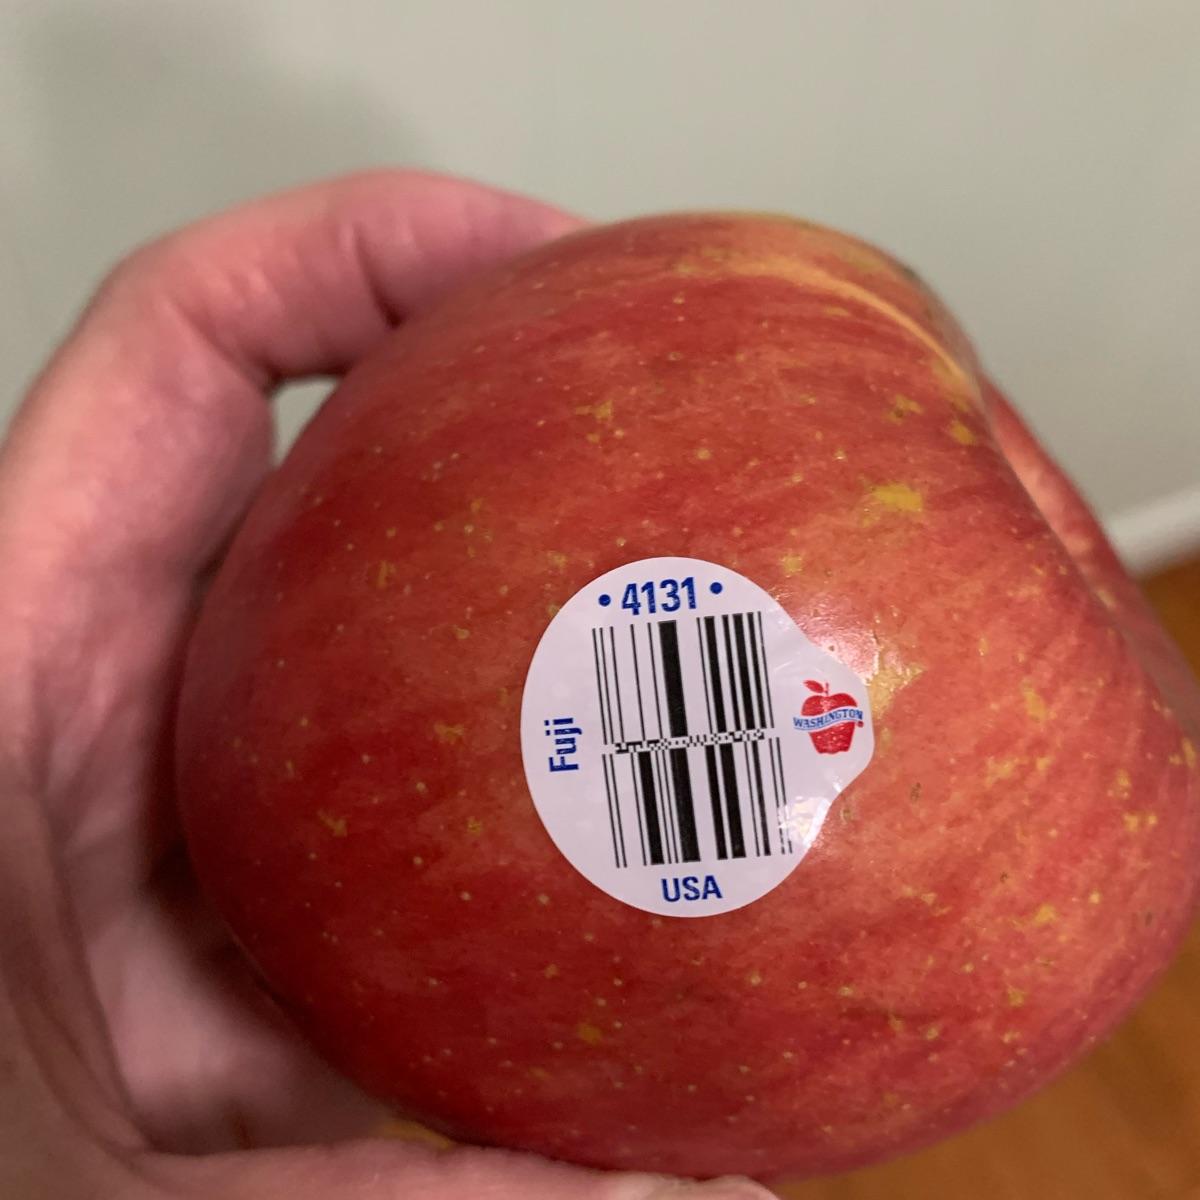 • 4131 •
Fuji
WASHINGTON
USA